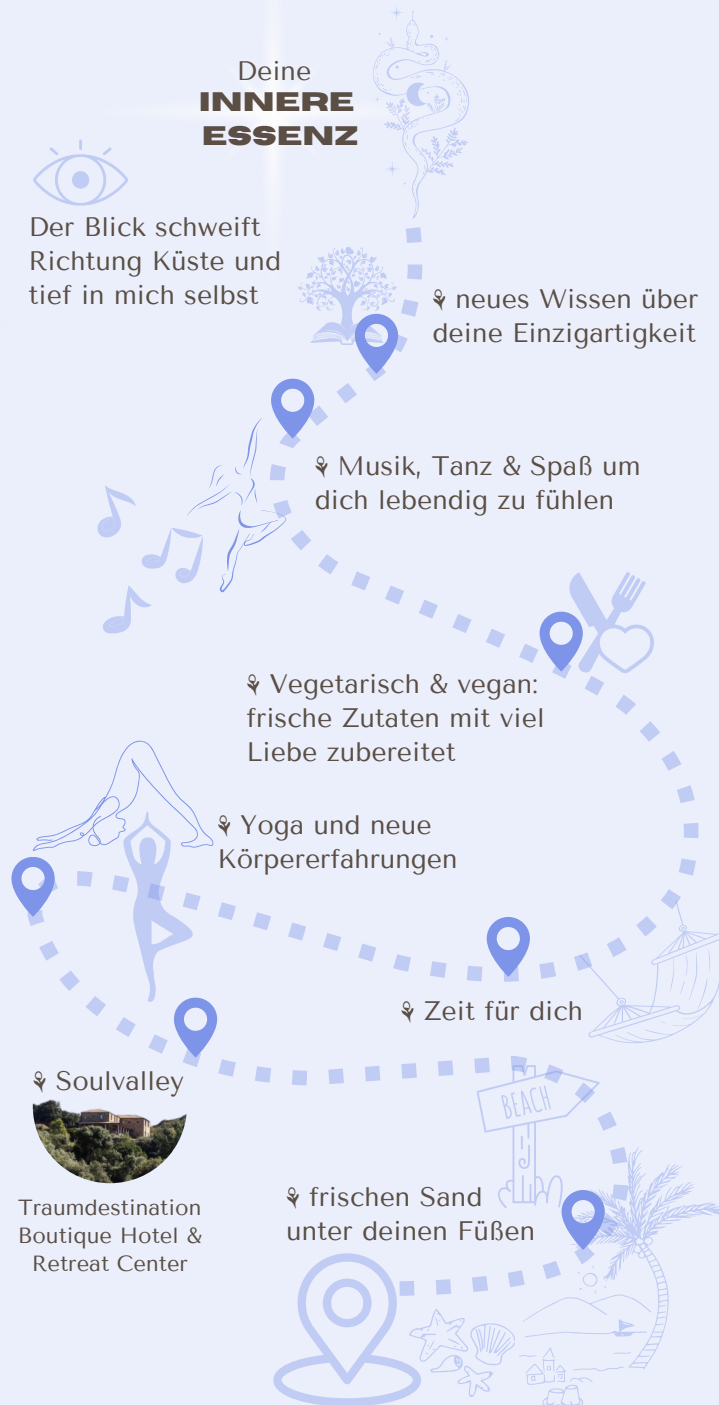 Deine
INNERE
ESSENZ
Der Blick schweift
Richtung Küste und
tief in mich selbst
neues Wissen über
deine Einzigartigkeit
Musik, Tanz & Spaß um
dich lebendig zu fühlen
Vegetarisch & vegan:
frische Zutaten mit viel
Liebe zubereitet
Yoga und neue
Körpererfahrungen
Zeit für dich
Soulvalley
Traumdestination
Boutique Hotel &
Retreat Center
BEACH
frischen Sand
unter deinen Füßen